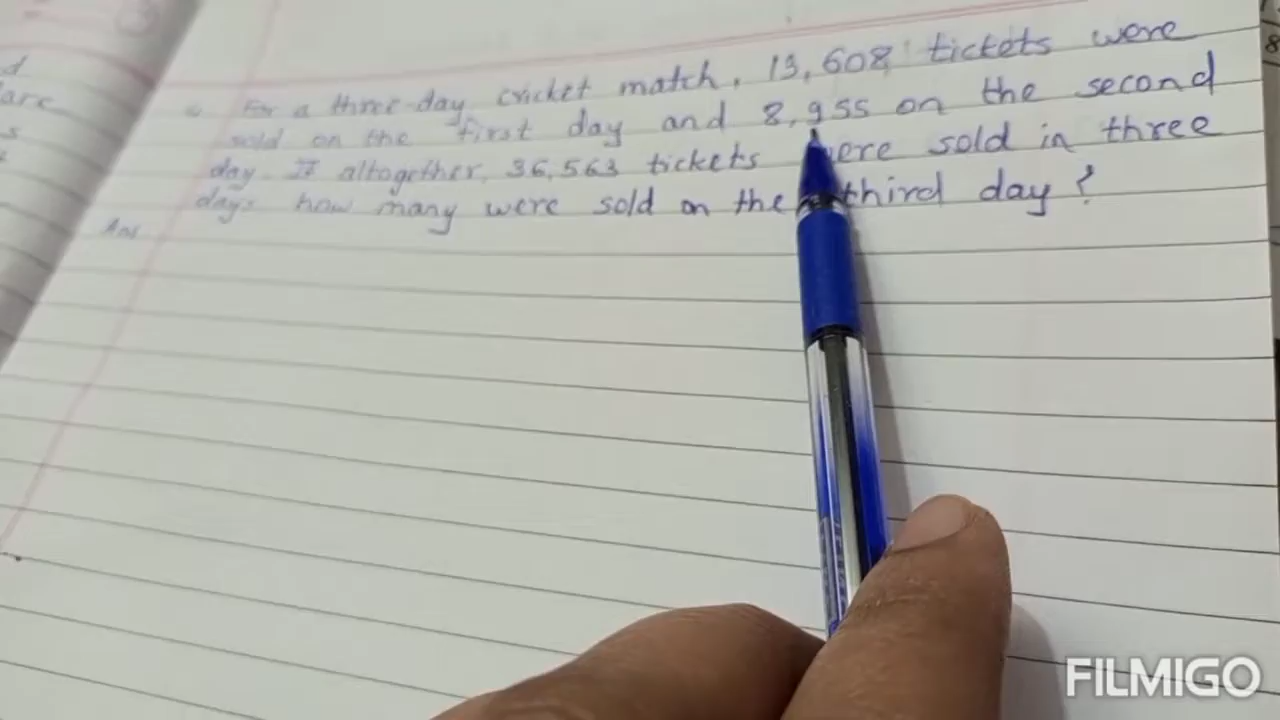 For a three-day cricket match, 13,608 tickets were
sold on the first day and 8,955 on the second
day. If altogether, 36,563 tickets were sold in three
days how many were sold on the third day ?
Ans
FILMIGO